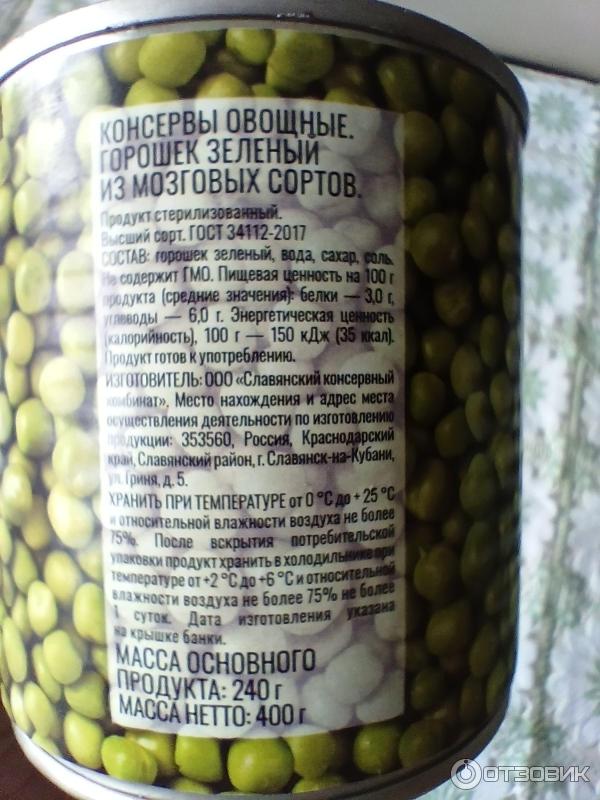 КОНСЕРВЫ ОВОЩНЫЕ.
ГОРОШЕК ЗЕЛЕНЫЙ
ИЗ МОЗГОВЫХ СОРТОВ.
Продукт стерилизованный.
Высший сорт. ГОСТ 34112-2017
СОСТАВ: горошек зеленый, вода, сахар, соль.
Не содержит ГМО. Пищевая ценность на 100 г
продукта (средние значения): белки — 3,0 г,
углеводы — 6,0 г. Энергетическая ценность
(калорийность), 100 г — 150 кДж (35 ккал).
Продукт готов к употреблению.
ИЗГОТОВИТЕЛЬ: ООО «Славянский консервный
комбинат». Место нахождения и адрес места
осуществления деятельности по изготовлению
продукции: 353560, Россия, Краснодарский
край, Славянский район, г. Славянск-на-Кубани,
ул. Гриня, д. 5.
ХРАНИТЬ ПРИ ТЕМПЕРАТУРЕ от 0 °С до + 25 °С
и относительной влажности воздуха не более
75%. После вскрытия потребительской
упаковки продукт хранить в холодильнике при
температуре от +2 °С до +6 °С и относительной
влажности воздуха не более 75% не более
1 суток. Дата изготовления указана
на крышке банки.
МАССА ОСНОВНОГО
ПРОДУКТА: 240 г
МАССА НЕТТО: 400 г
ОТЗОВИК